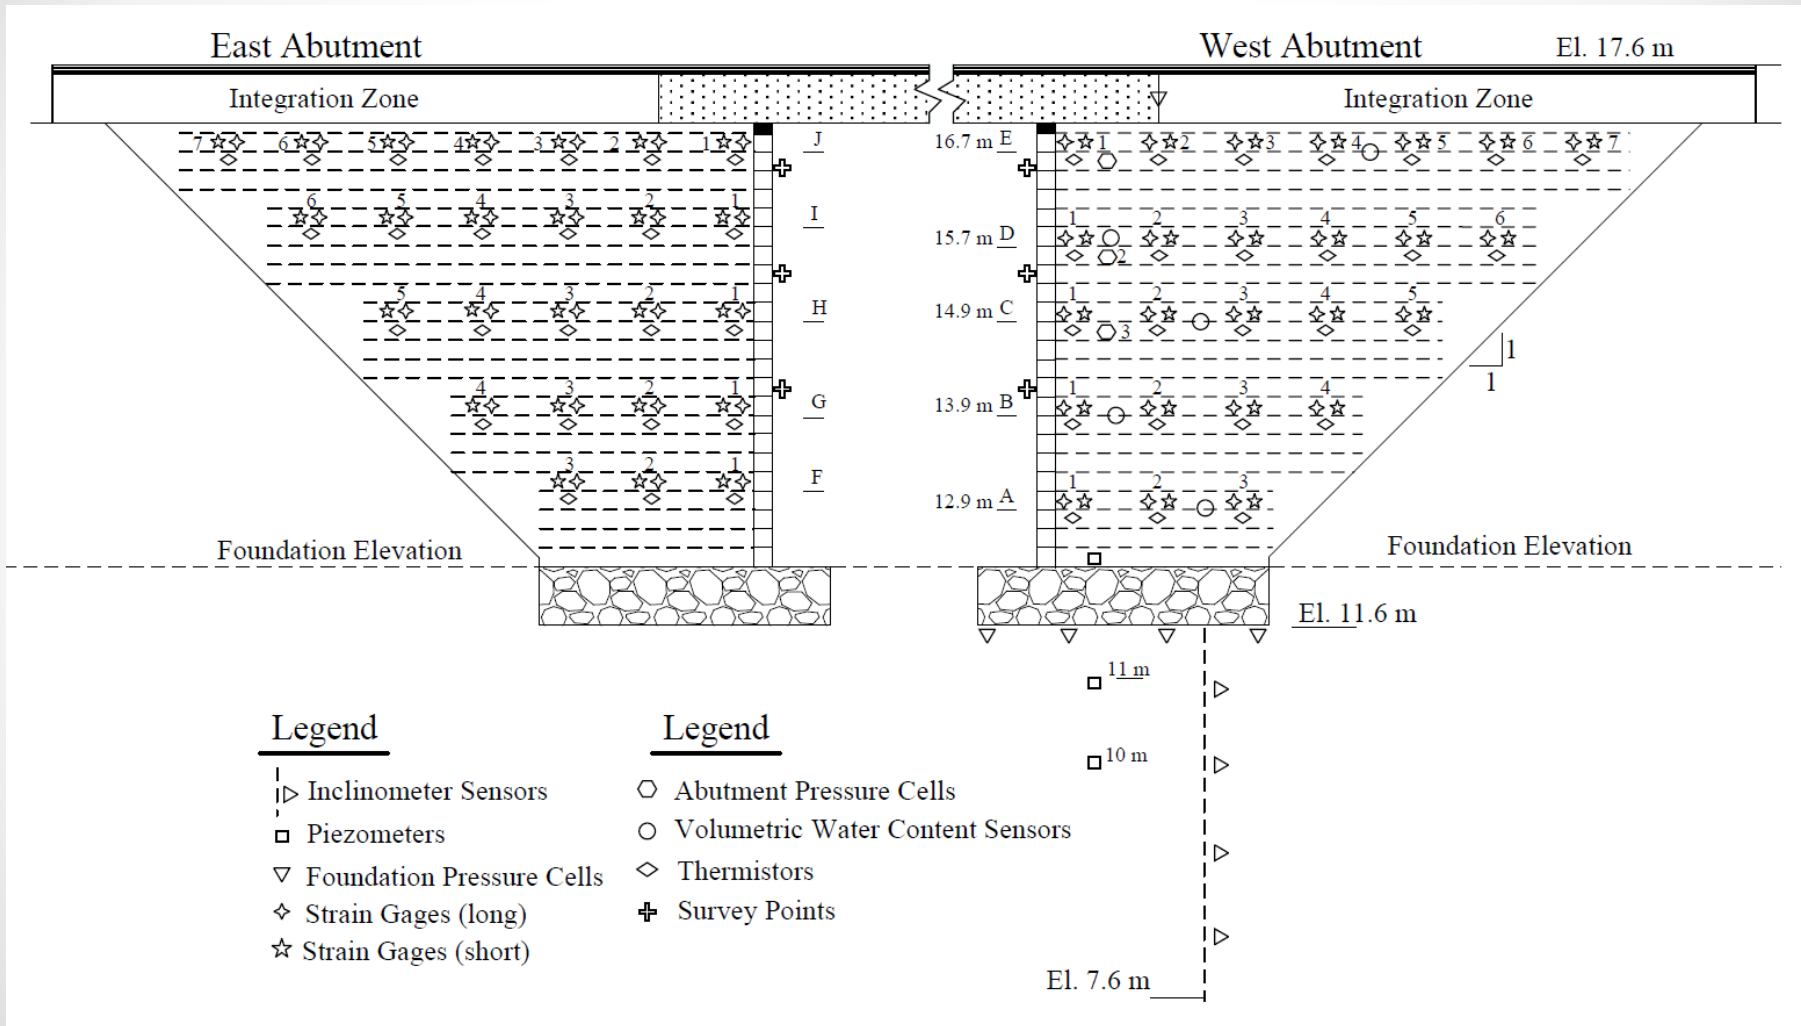 East Abutment West Abutment El. 17.6 m
Integration Zone Integration Zone
7 6 5 4 3 2 1 J 16.7 m E 1 2 3 4 5 6 7
6 5 4 3 2 1 I 15.7 m D 1 2 3 4 5 6
2
5 4 3 2 1 H 14.9 m C 1 2 3 4 5
3
1
1
4 3 2 1 G 13.9 m B 1 2 3 4
3 2 1 F 12.9 m A 1 2 3
Foundation Elevation Foundation Elevation
El. 11.6 m
11 m
10 m
El. 7.6 m
Legend
Inclinometer Sensors
Piezometers
Foundation Pressure Cells
Strain Gages (long)
Strain Gages (short)
Legend
Abutment Pressure Cells
Volumetric Water Content Sensors
Thermistors
Survey Points